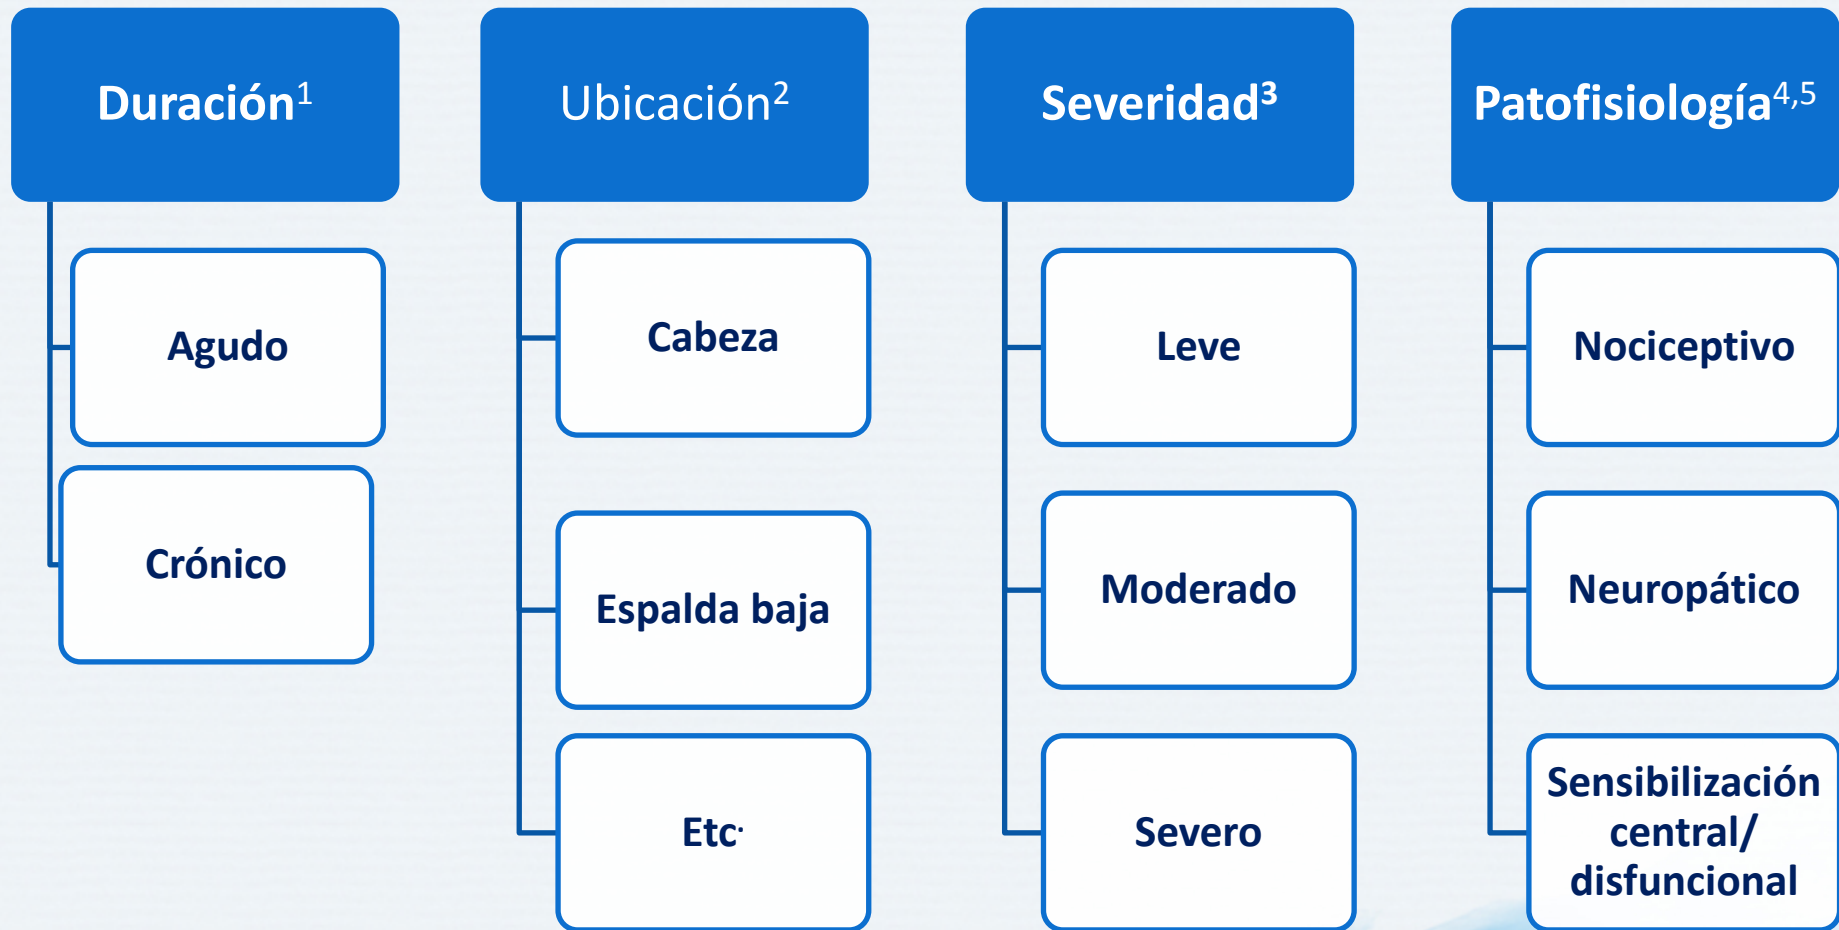 Duración¹
Agudo
Crónico
Ubicación²
Cabeza
Espalda baja
Etc.
Severidad³
Leve
Moderado
Severo
Patofisiología⁴,⁵
Nociceptivo
Neuropático
Sensibilización
central/
disfuncional